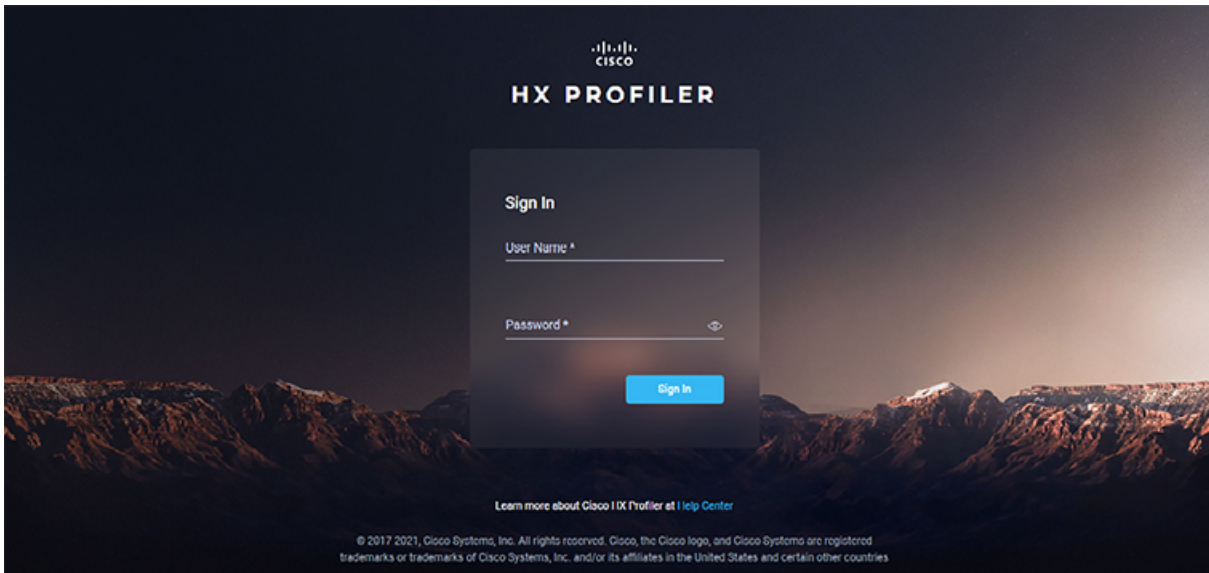 CISCO
HX PROFILER
Sign In
User Name *
Password *
Sign In
Learn more about Cisco HX Profiler at Help Center
© 2017 2021, Cisco Systems, Inc. All rights reserved. Cisco, the Cisco logo, and Cisco Systems are registered
trademarks or trademarks of Cisco Systems, Inc. and/or its affiliates in the United States and certain other countries